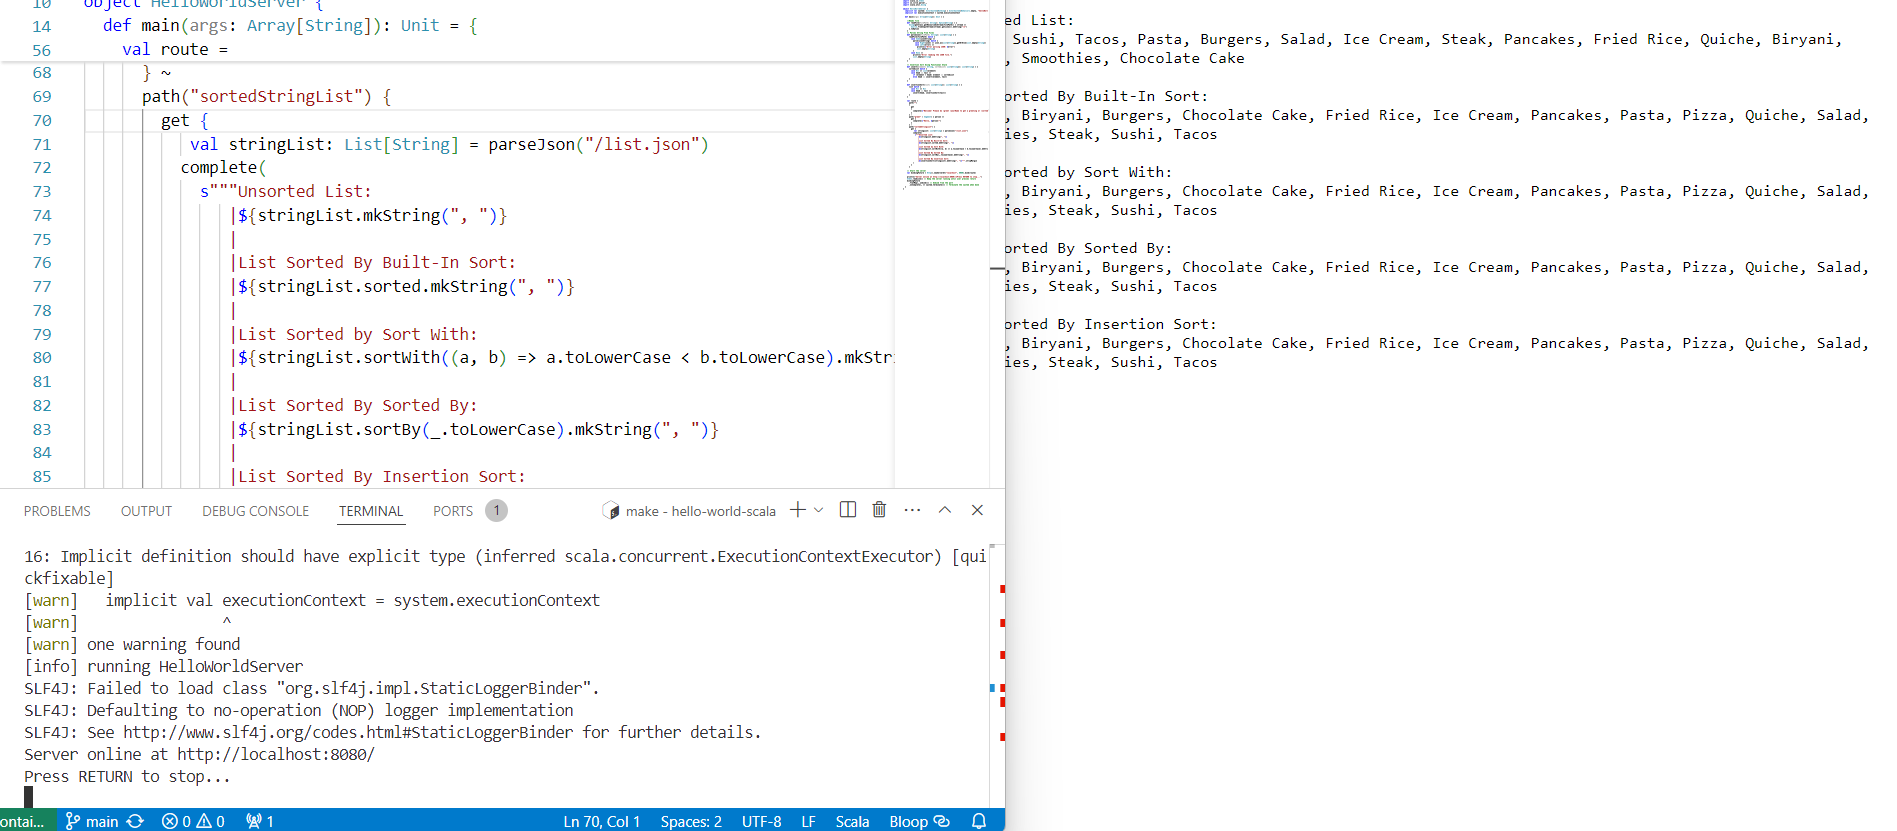 10 object HelloWorldServer {
14 def main(args: Array[String]): Unit = {
56 val route =
68 } ~
69 path("sortedStringList") {
70 get {
71 val stringList: List[String] = parseJson("/list.json")
72 complete(
73 s"""Unsorted List:
74 |${stringList.mkString(", ")}
75 |
76 |List Sorted By Built-In Sort:
77 |${stringList.sorted.mkString(", ")}
78 |
79 |List Sorted by Sort With:
80 |${stringList.sortWith((a, b) => a.toLowerCase < b.toLowerCase).mkStr
81 |
82 |List Sorted By Sorted By:
83 |${stringList.sortBy(_.toLowerCase).mkString(", ")}
84 |
85 |List Sorted By Insertion Sort:
PROBLEMS OUTPUT DEBUG CONSOLE TERMINAL PORTS 1 make - hello-world-scala
16: Implicit definition should have explicit type (inferred scala.concurrent.ExecutionContextExecutor) [qui
ckfixable]
[warn] implicit val executionContext = system.executionContext
[warn] ^
[warn] one warning found
[info] running HelloWorldServer
SLF4J: Failed to load class "org.slf4j.impl.StaticLoggerBinder".
SLF4J: Defaulting to no-operation (NOP) logger implementation
SLF4J: See http://www.slf4j.org/codes.html#StaticLoggerBinder for further details.
Server online at http://localhost:8080/
Press RETURN to stop...
ontai... main 0 0 1 Ln 70, Col 1 Spaces: 2 UTF-8 LF Scala Bloop
ed List:
Sushi, Tacos, Pasta, Burgers, Salad, Ice Cream, Steak, Pancakes, Fried Rice, Quiche, Biryani,
, Smoothies, Chocolate Cake
orted By Built-In Sort:
, Biryani, Burgers, Chocolate Cake, Fried Rice, Ice Cream, Pancakes, Pasta, Pizza, Quiche, Salad,
ies, Steak, Sushi, Tacos
orted by Sort With:
, Biryani, Burgers, Chocolate Cake, Fried Rice, Ice Cream, Pancakes, Pasta, Pizza, Quiche, Salad,
ies, Steak, Sushi, Tacos
orted By Sorted By:
, Biryani, Burgers, Chocolate Cake, Fried Rice, Ice Cream, Pancakes, Pasta, Pizza, Quiche, Salad,
ies, Steak, Sushi, Tacos
orted By Insertion Sort:
, Biryani, Burgers, Chocolate Cake, Fried Rice, Ice Cream, Pancakes, Pasta, Pizza, Quiche, Salad,
ies, Steak, Sushi, Tacos